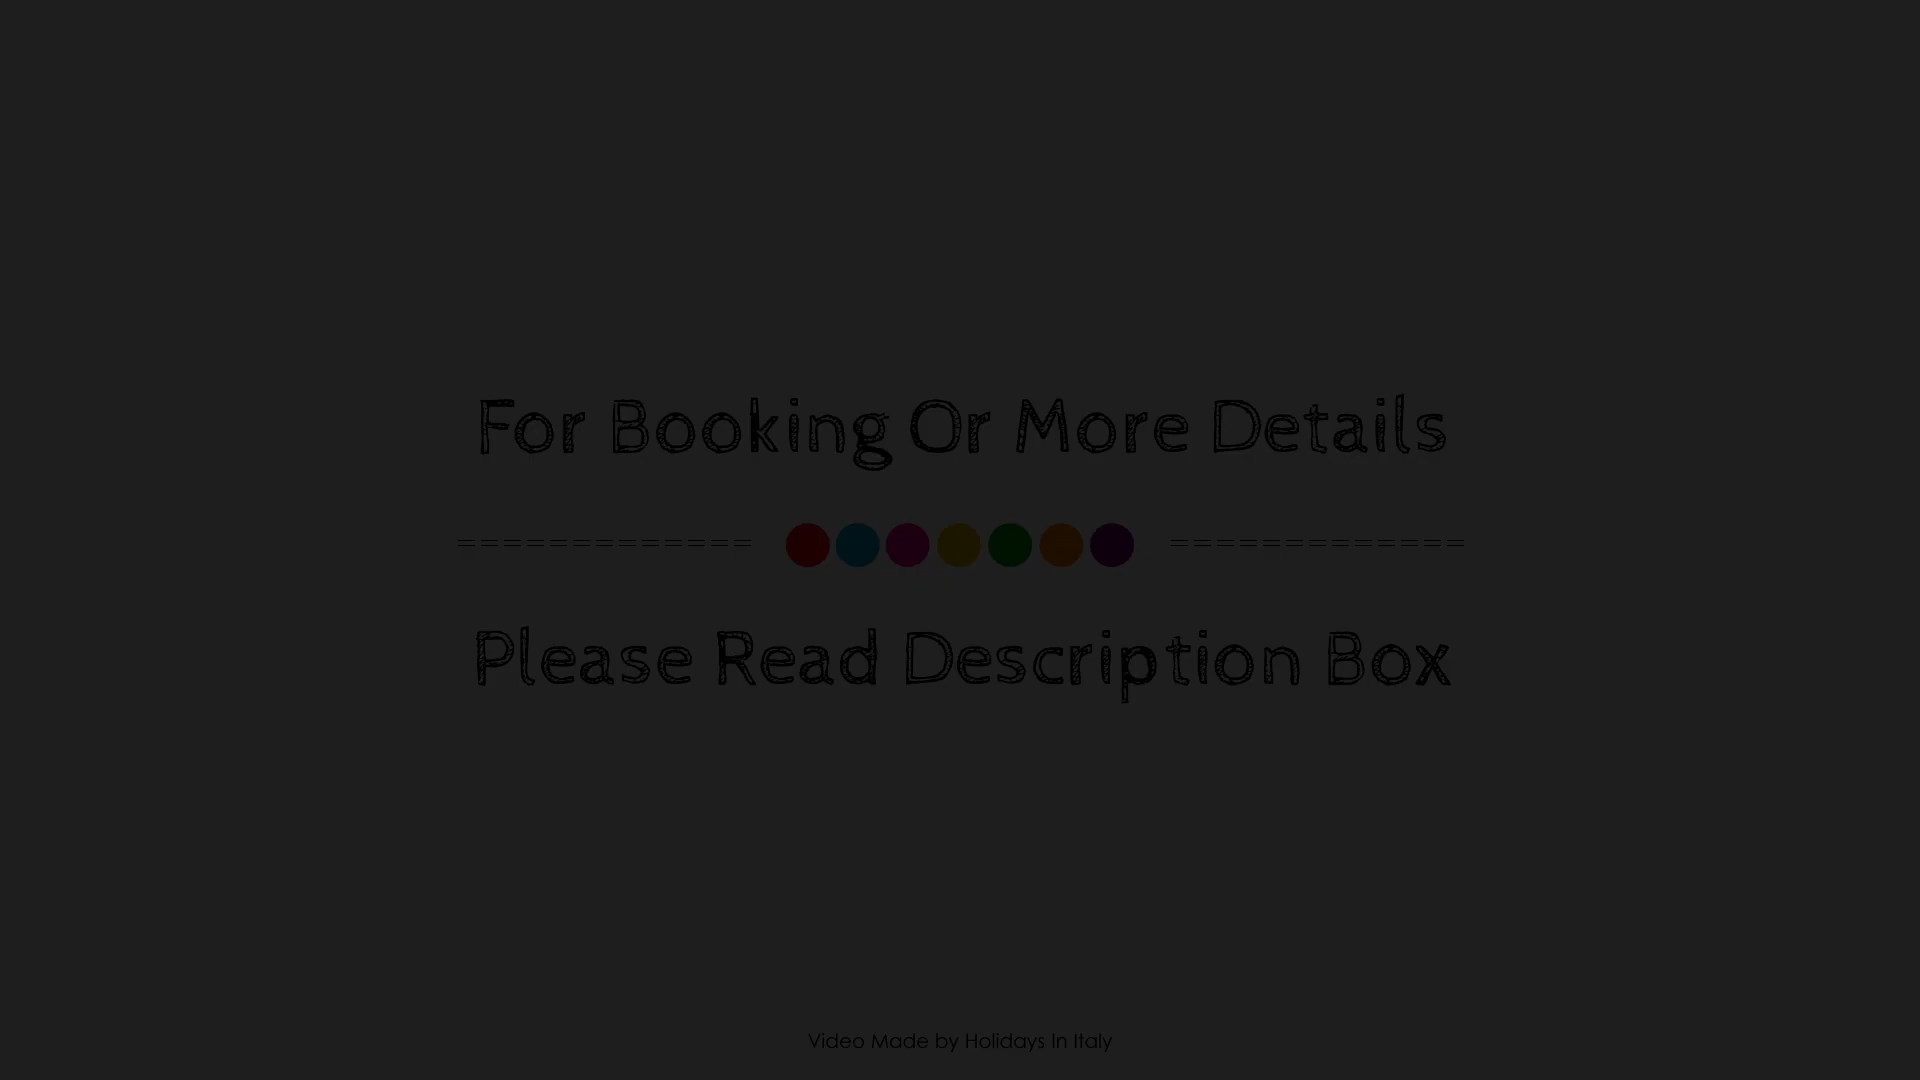 For Booking Or More Details
============= =============
Please Read Description Box
Video Made by Holidays In Italy